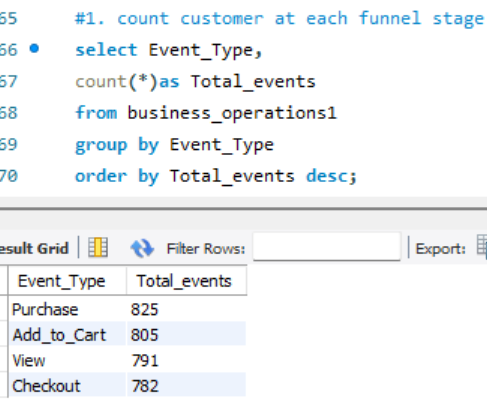 65 #1. count customer at each funnel stage
66 select Event_Type,
67 count(*)as Total_events
68 from business_operations1
69 group by Event_Type
70 order by Total_events desc;
esult Grid Filter Rows: Export:
Event_Type Total_events
Purchase 825
Add_to_Cart 805
View 791
Checkout 782